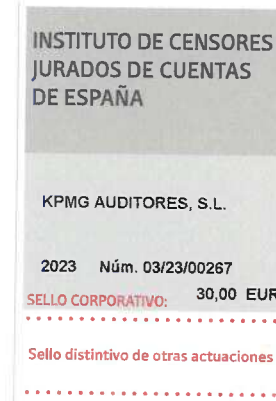 INSTITUTO DE CENSORES
JURADOS DE CUENTAS
DE ESPAÑA
KPMG AUDITORES, S.L.
2023 Núm. 03/23/00267
SELLO CORPORATIVO: 30,00 EUR
Sello distintivo de otras actuaciones